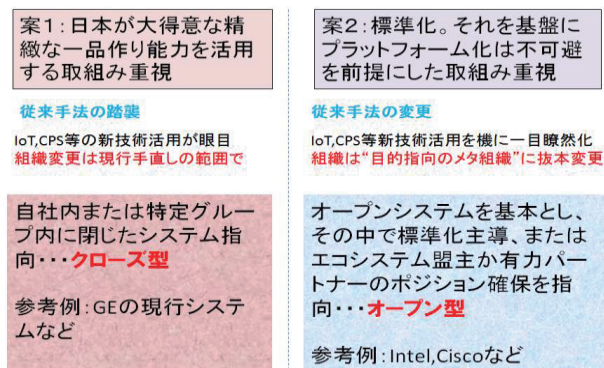 案1:日本が大得意な精
緻な一品作り能力を活用
する取組み重視
従来手法の踏襲
IoT,CPS等の新技術活用が眼目
組織変更は現行手直しの範囲で
自社内または特定グルー
プ内に閉じたシステム指
向・・・クローズ型
参考例:GEの現行システ
ムなど
案2:標準化。それを基盤に
プラットフォーム化は不可避
を前提にした取組み重視
従来手法の変更
IoT,CPS等新技術活用を機に一目瞭然化
組織は“目的指向のメタ組織”に抜本変更
オープンシステムを基本とし、
その中で標準化主導、または
エコシステム盟主か有力パー
トナーのポジション確保を指
向・・・オープン型
参考例:Intel,Ciscoなど